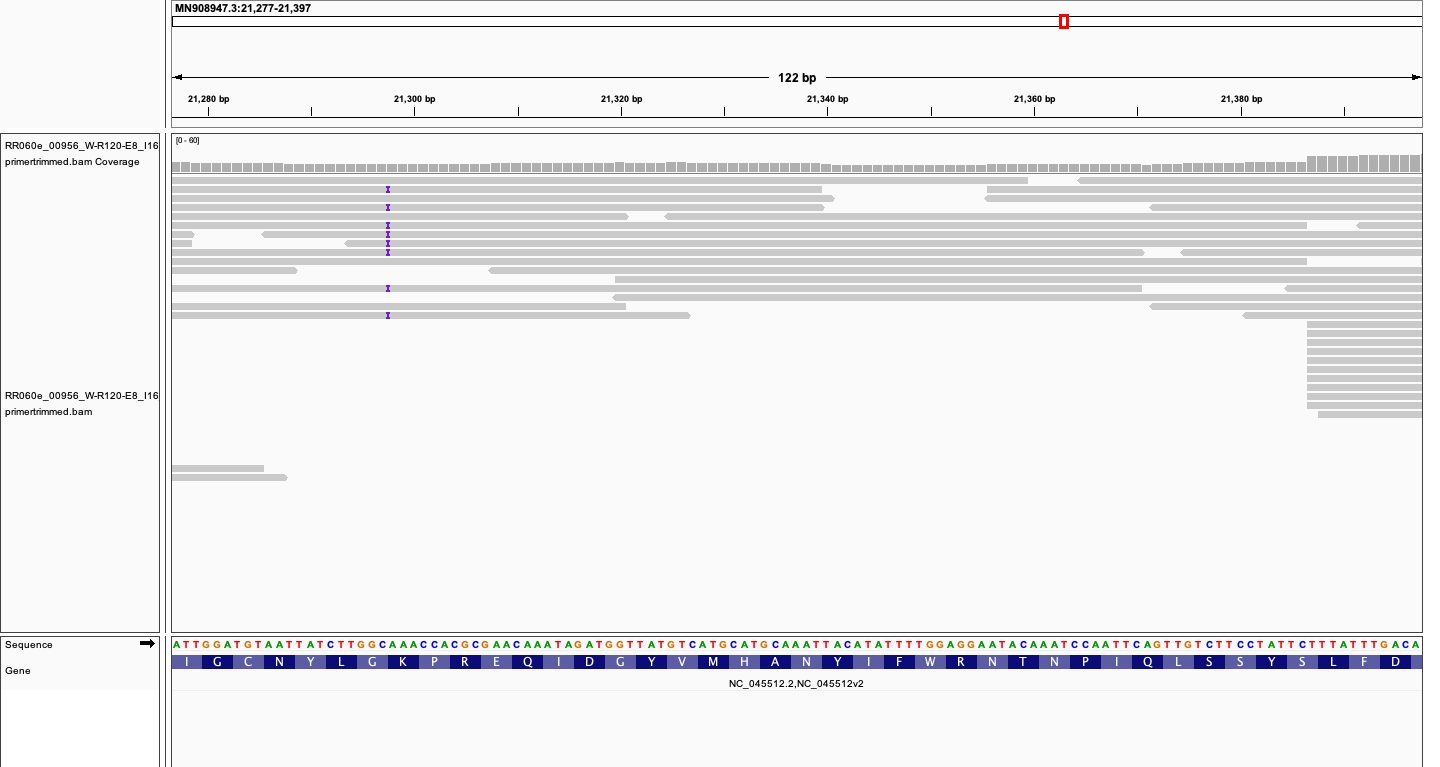 MN908947.3:21,277-21,397
122 bp
21,280 bp 21,300 bp 21,320 bp 21,340 bp 21,360 bp 21,380 bp
RR060e_00956_W-R120-E8_I16
primertrimmed.bam Coverage
[0 - 60]
RR060e_00956_W-R120-E8_I16
primertrimmed.bam
Sequence
ATTGGATGTAATTATCTTGGCAAACCACGCGAACAAATAGATGGTTATGTCATGCATGCAAATTACATATTTTGGAGGAATACAAATCCAATTCAGTTGTCTTCCTATTCTTTATTTGACA
Gene
I G C N Y L G K P R E Q I D G Y V M H A N Y I F W R N T N P I Q L S S Y S L F D
NC_045512.2,NC_045512v2